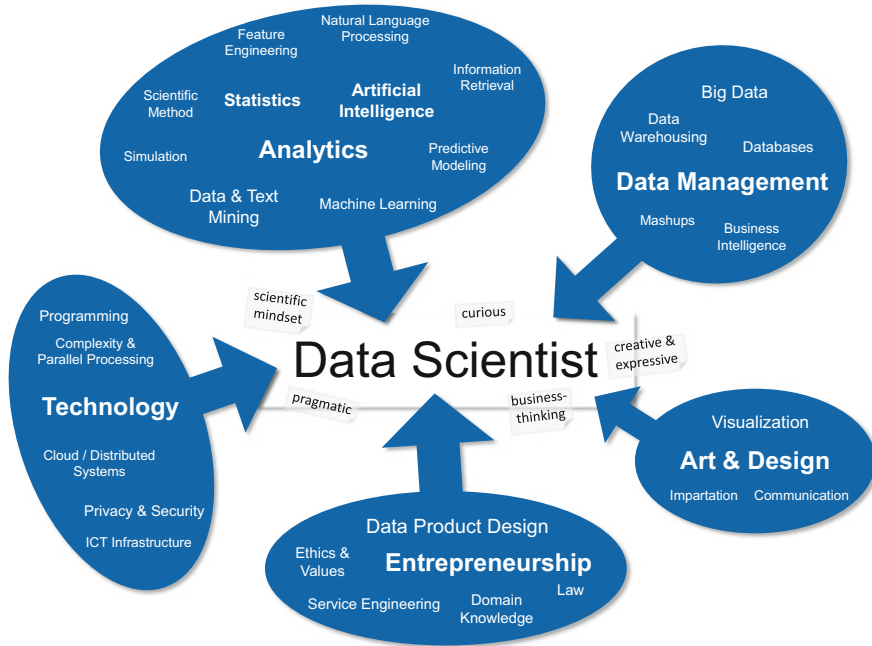 Natural Language
Processing
Feature
Engineering
Information
Retrieval
Scientific
Method
Statistics
Artificial
Intelligence
Analytics
Simulation
Predictive
Modeling
Data & Text
Mining
Machine Learning
Big Data
Data
Warehousing
Databases
Data Management
Mashups
Business
Intelligence
scientific
mindset
curious
Data Scientist
creative &
expressive
pragmatic
business-
thinking
Programming
Complexity &
Parallel Processing
Technology
Cloud / Distributed
Systems
Privacy & Security
ICT Infrastructure
Visualization
Art & Design
Impartation
Communication
Data Product Design
Ethics &
Values
Entrepreneurship
Service Engineering
Domain
Knowledge
Law